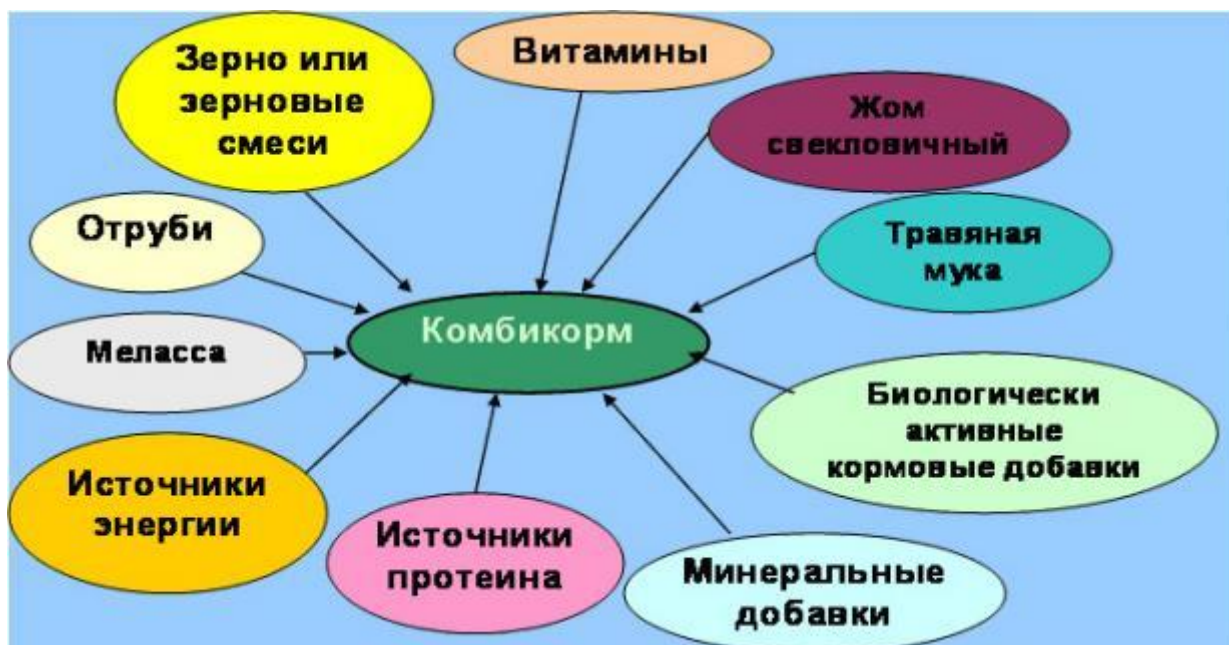 Зерно или
зерновые
смеси
Витамины
Жом
свекловичный
Отруби
Травяная
мука
Комбикорм
Меласса
Биологически
активные
кормовые добавки
Источники
энергии
Источники
протеина
Минеральные
добавки